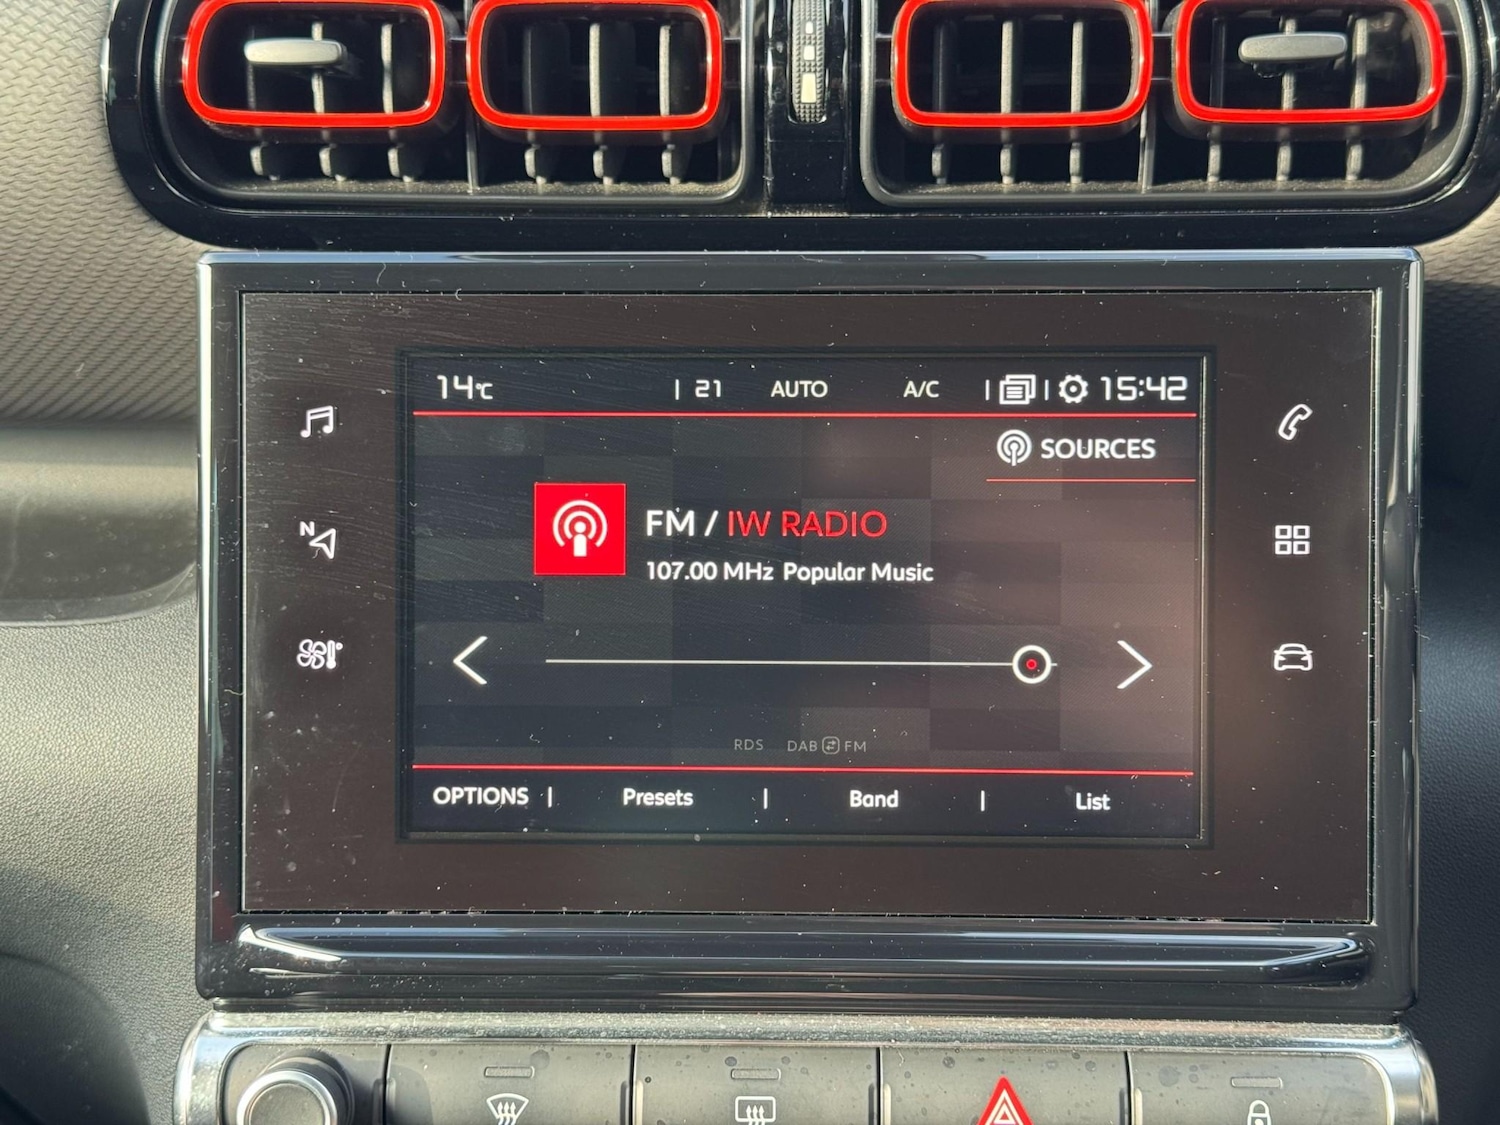 14°C | 21 AUTO A/C | | 15:42
SOURCES
FM / IW RADIO
107.00 MHz Popular Music
N
RDS DAB FM
OPTIONS | Presets | Band | List